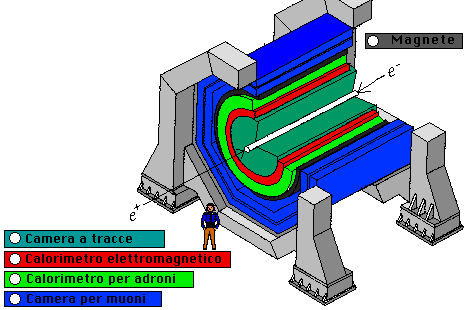 Magnete
e-
e+
Camera a tracce
Calorimetro elettromagnetico
Calorimetro per adroni
Camera per muoni